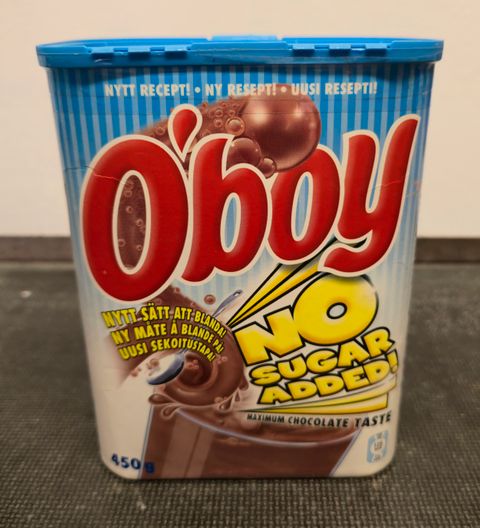 NYTT RECEPT! • NY RESEPT! • UUSI RESEPTI!
O'boy
NYTT SÄTT ATT BLANDA!
NY MÅTE Å BLANDE PÅ!
UUSI SEKOITUSTAPA!
NO
SUGAR
ADDED!
MAXIMUM CHOCOLATE TASTE
450g